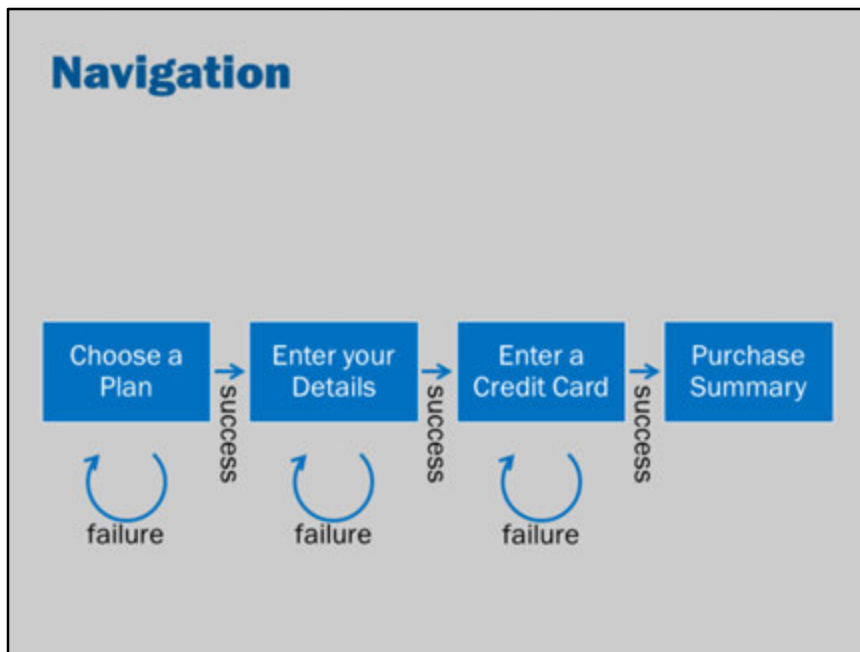 Navigation
Choose a
Plan
success
Enter your
Details
success
Enter a
Credit Card
success
Purchase
Summary
failure
failure
failure